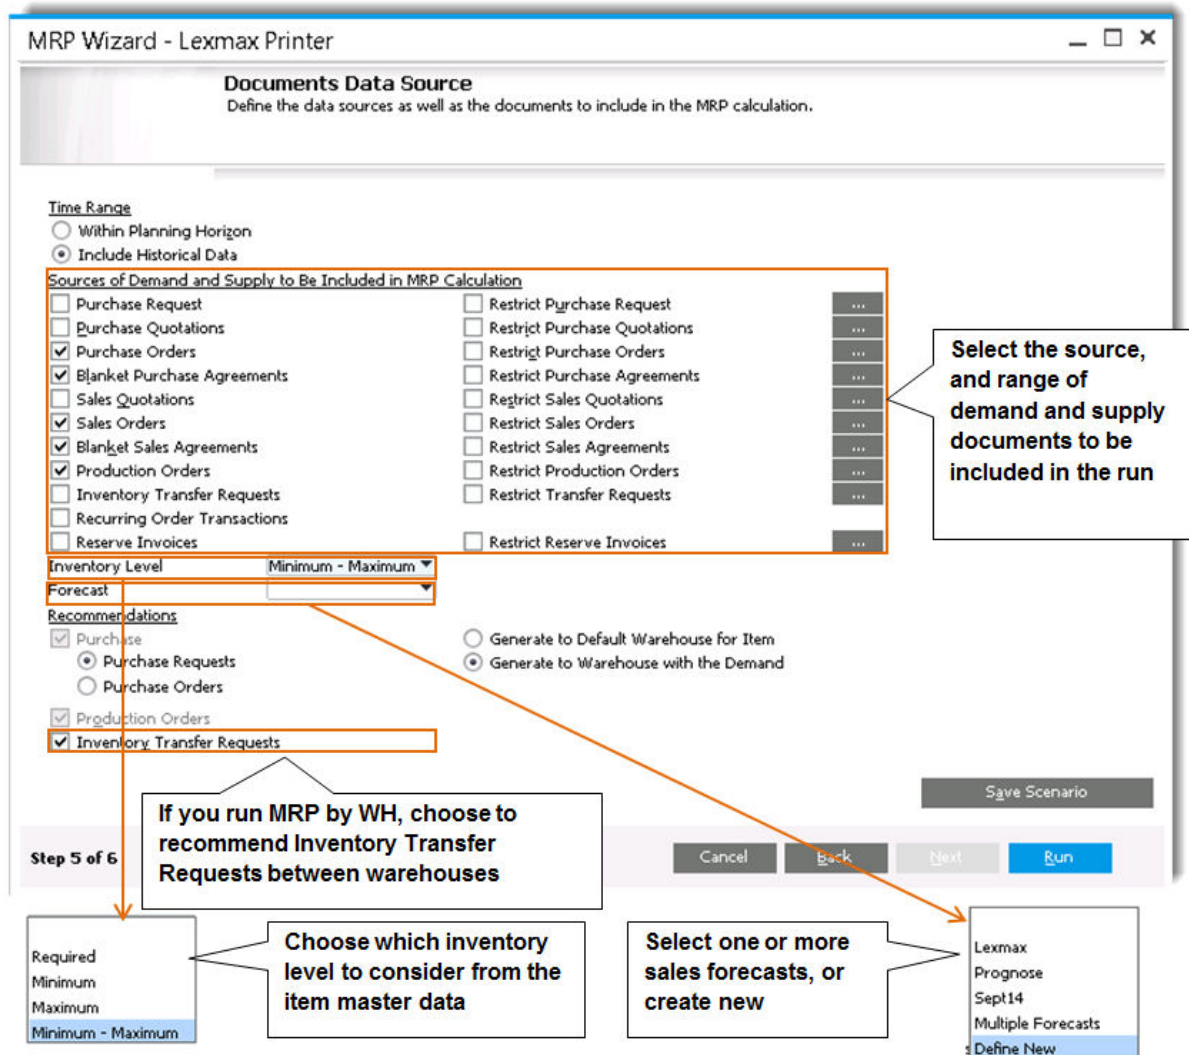 MRP Wizard - Lexmax Printer
Documents Data Source
Define the data sources as well as the documents to include in the MRP calculation.
Time Range
Within Planning Horizon
Include Historical Data
Sources of Demand and Supply to Be Included in MRP Calculation
Purchase Request Restrict Purchase Request ...
Purchase Quotations Restrict Purchase Quotations ...
Purchase Orders Restrict Purchase Orders ...
Blanket Purchase Agreements Restrict Purchase Agreements ...
Sales Quotations Restrict Sales Quotations ...
Sales Orders Restrict Sales Orders ...
Blanket Sales Agreements Restrict Sales Agreements ...
Production Orders Restrict Production Orders ...
Inventory Transfer Requests Restrict Transfer Requests ...
Recurring Order Transactions
Reserve Invoices Restrict Reserve Invoices ...
Select the source,
and range of
demand and supply
documents to be
included in the run
Inventory Level Minimum - Maximum
Forecast
Recommendations
Purchase Generate to Default Warehouse for Item
Purchase Requests Generate to Warehouse with the Demand
Purchase Orders
Production Orders
Inventory Transfer Requests
Save Scenario
If you run MRP by WH, choose to
recommend Inventory Transfer
Requests between warehouses
Step 5 of 6 Cancel Back Next Run
Required
Minimum
Maximum
Minimum - Maximum
Choose which inventory
level to consider from the
item master data
Select one or more
sales forecasts, or
create new
Lexmax
Prognose
Sept14
Multiple Forecasts
Define New